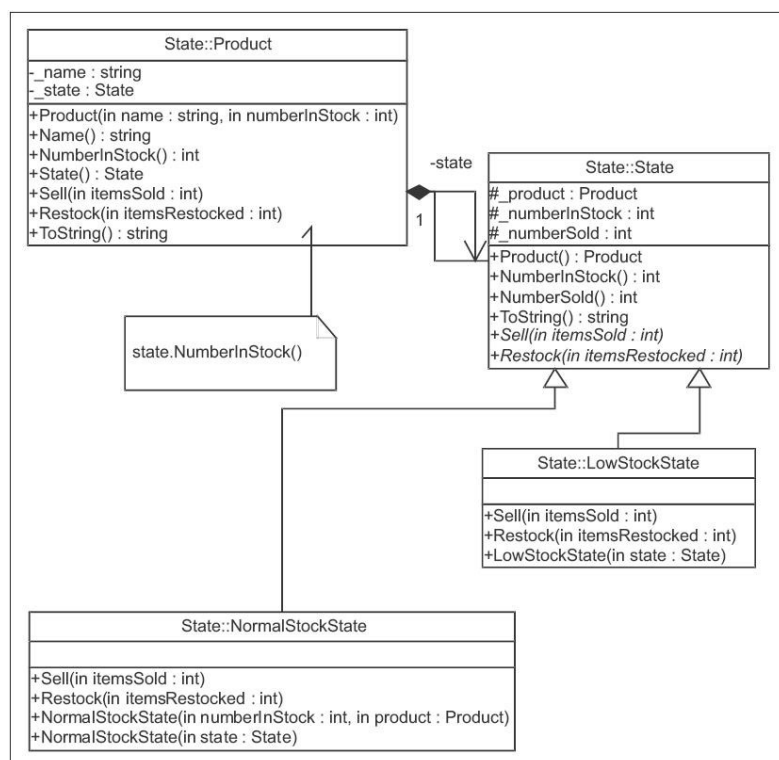 State::Product
-_name : string
-_state : State
+Product(in name : string, in numberInStock : int)
+Name() : string
+NumberInStock() : int
+State() : State
+Sell(in itemsSold : int)
+Restock(in itemsRestocked : int)
+ToString() : string
-state
1
State::State
#_product : Product
#_numberInStock : int
#_numberSold : int
+Product() : Product
+NumberInStock() : int
+NumberSold() : int
+ToString() : string
+Sell(in itemsSold : int)
+Restock(in itemsRestocked : int)
state.NumberInStock()
State::LowStockState
+Sell(in itemsSold : int)
+Restock(in itemsRestocked : int)
+LowStockState(in state : State)
State::NormalStockState
+Sell(in itemsSold : int)
+Restock(in itemsRestocked : int)
+NormalStockState(in numberInStock : int, in product : Product)
+NormalStockState(in state : State)